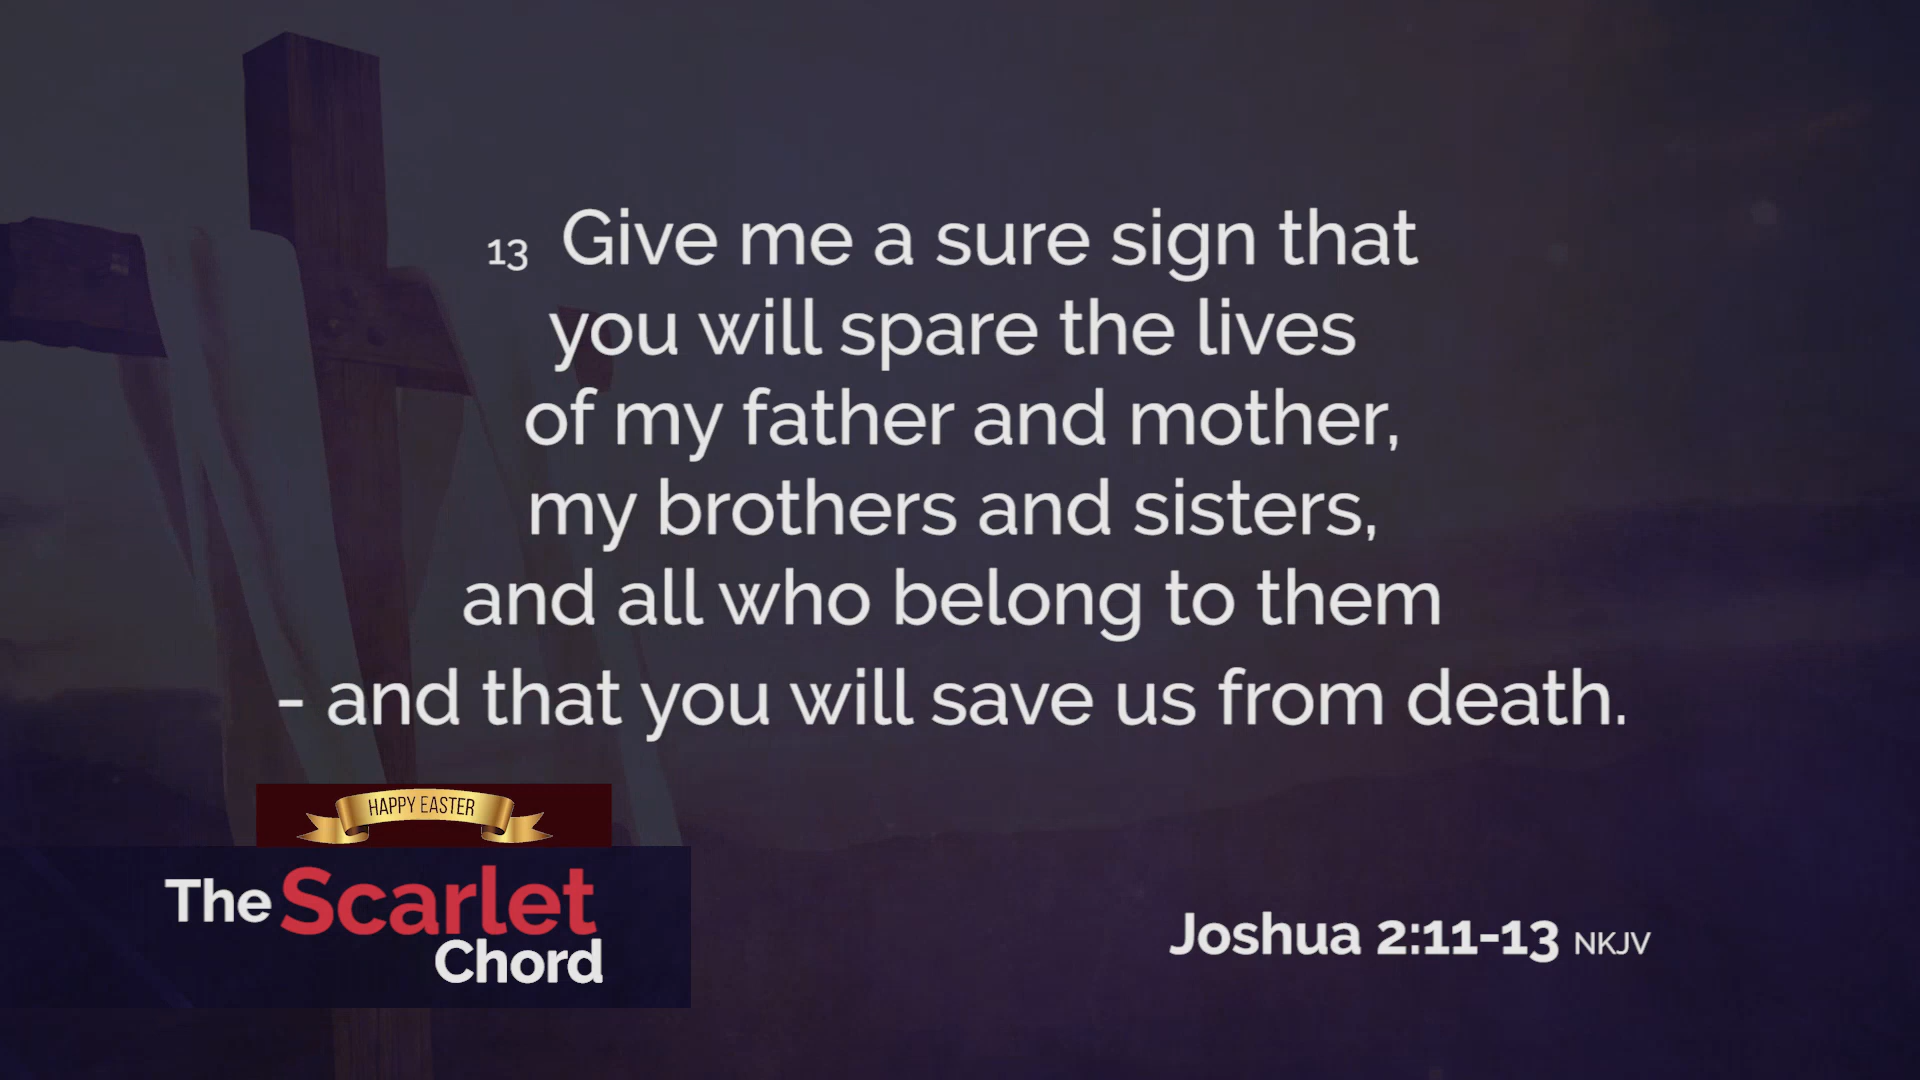 13 Give me a sure sign that
you will spare the lives
of my father and mother,
my brothers and sisters,
and all who belong to them
- and that you will save us from death.
HAPPY EASTER
The Scarlet
Chord
Joshua 2:11-13 NKJV